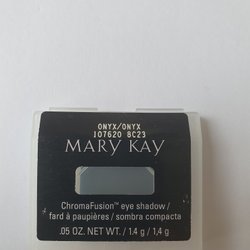 ONYX/ONYX
107620 BC23
MARY KAY
ChromaFusion™ eye shadow/
fard à paupières / sombra compacta
.05 OZ. NET WT. / 1.4 g / 1,4 g